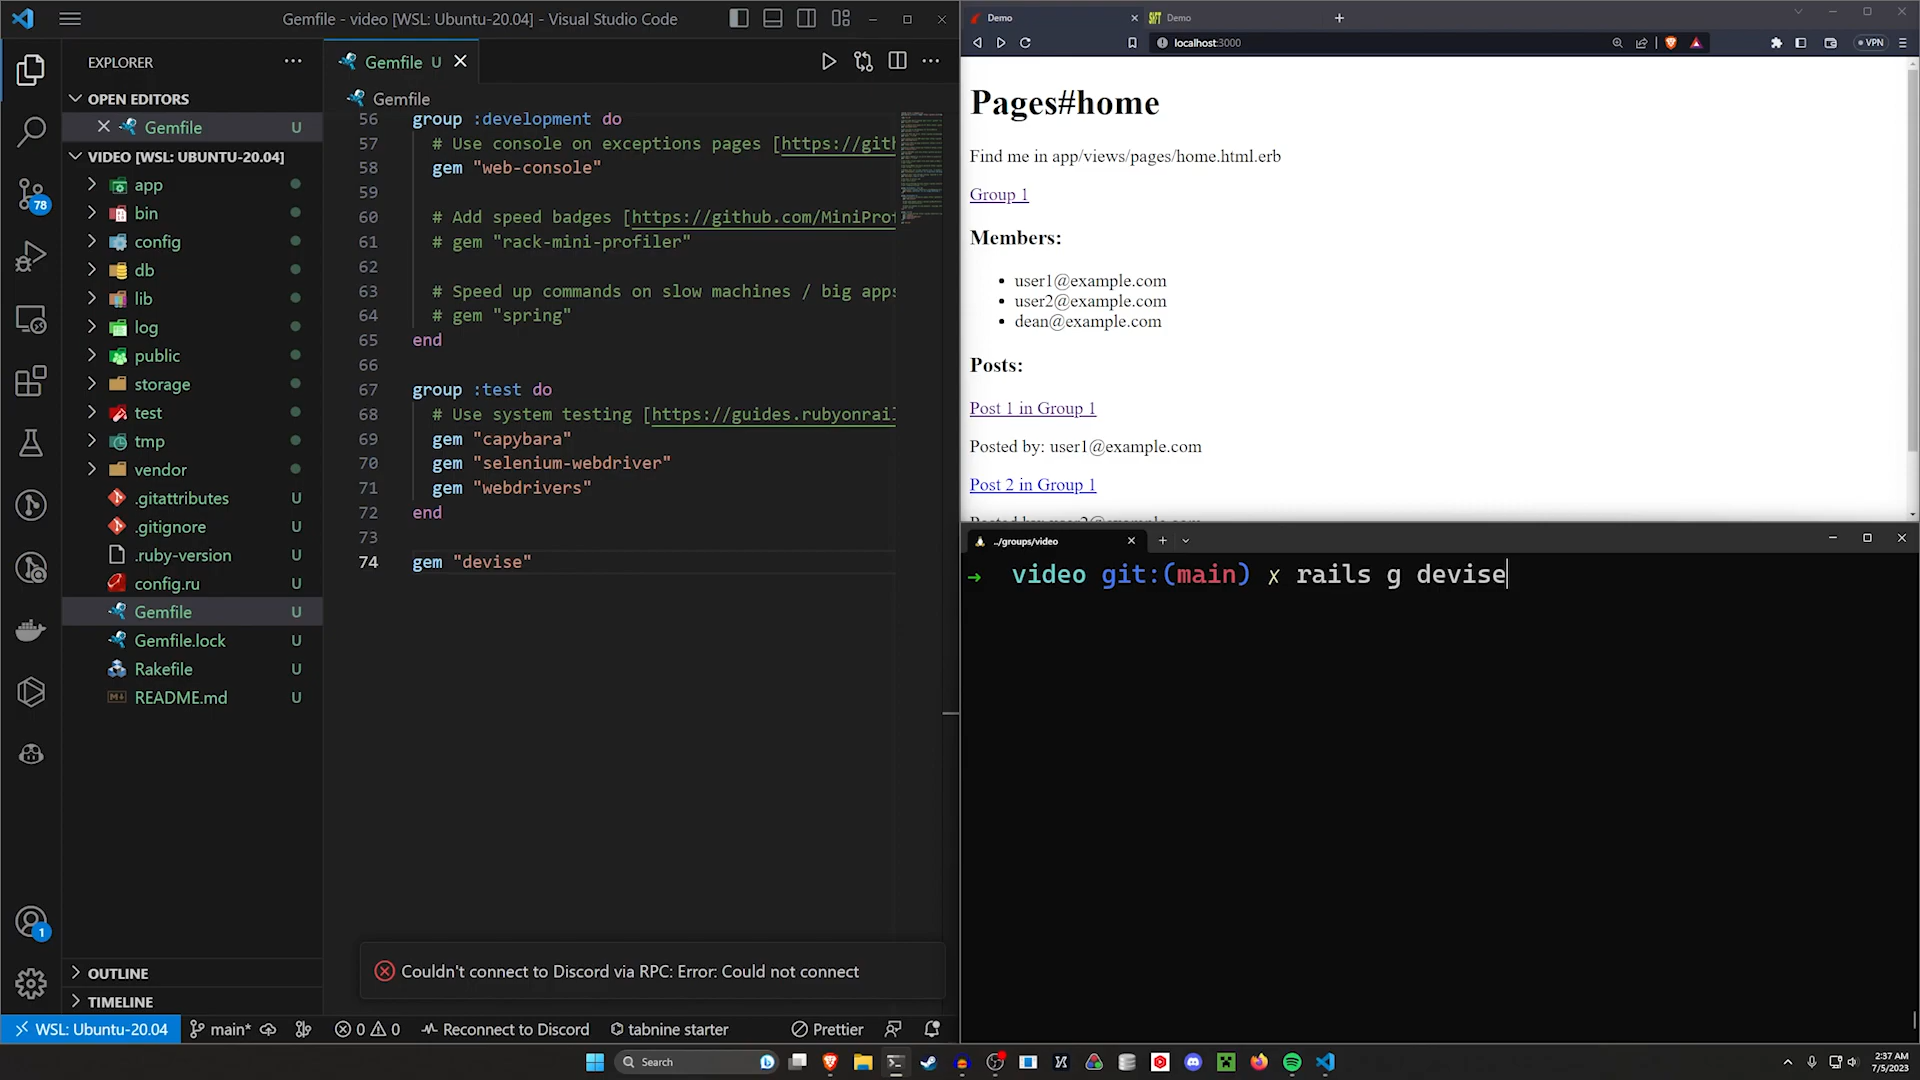 Gemfile - video [WSL: Ubuntu-20.04] - Visual Studio Code
EXPLORER
OPEN EDITORS
Gemfile U
VIDEO [WSL: UBUNTU-20.04]
app
bin
config
db
lib
log
public
storage
test
tmp
vendor
.gitattributes U
.gitignore U
.ruby-version U
config.ru U
Gemfile U
Gemfile.lock U
Rakefile U
README.md U
OUTLINE
TIMELINE
78
1
Gemfile U
Gemfile
56 group :development do
57 # Use console on exceptions pages [https://gith
58 gem "web-console"
59
60 # Add speed badges [https://github.com/MiniProf
61 # gem "rack-mini-profiler"
62
63 # Speed up commands on slow machines / big apps
64 # gem "spring"
65 end
66
67 group :test do
68 # Use system testing [https://guides.rubyonrail
69 gem "capybara"
70 gem "selenium-webdriver"
71 gem "webdrivers"
72 end
73
74 gem "devise"
Couldn't connect to Discord via RPC: Error: Could not connect
WSL: Ubuntu-20.04 main* 0 0 Reconnect to Discord tabnine starter Prettier
Demo
Demo
localhost:3000
VPN
Pages#home
Find me in app/views/pages/home.html.erb
Group 1
Members:
user1@example.com
user2@example.com
dean@example.com
Posts:
Post 1 in Group 1
Posted by: user1@example.com
Post 2 in Group 1
Posted by: user2@example.com
../groups/video
→ video git:(main) x rails g devise
Search
2:37 AM
7/5/2023